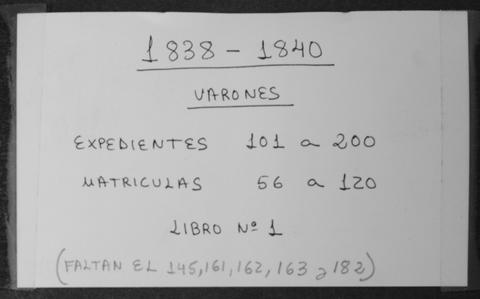 1838 - 1840
VARONES
EXPEDIENTES 101 a 200
MATRICULAS 56 a 120
LIBRO Nº 1
(FALTAN EL 145, 161, 162, 163 y 182)